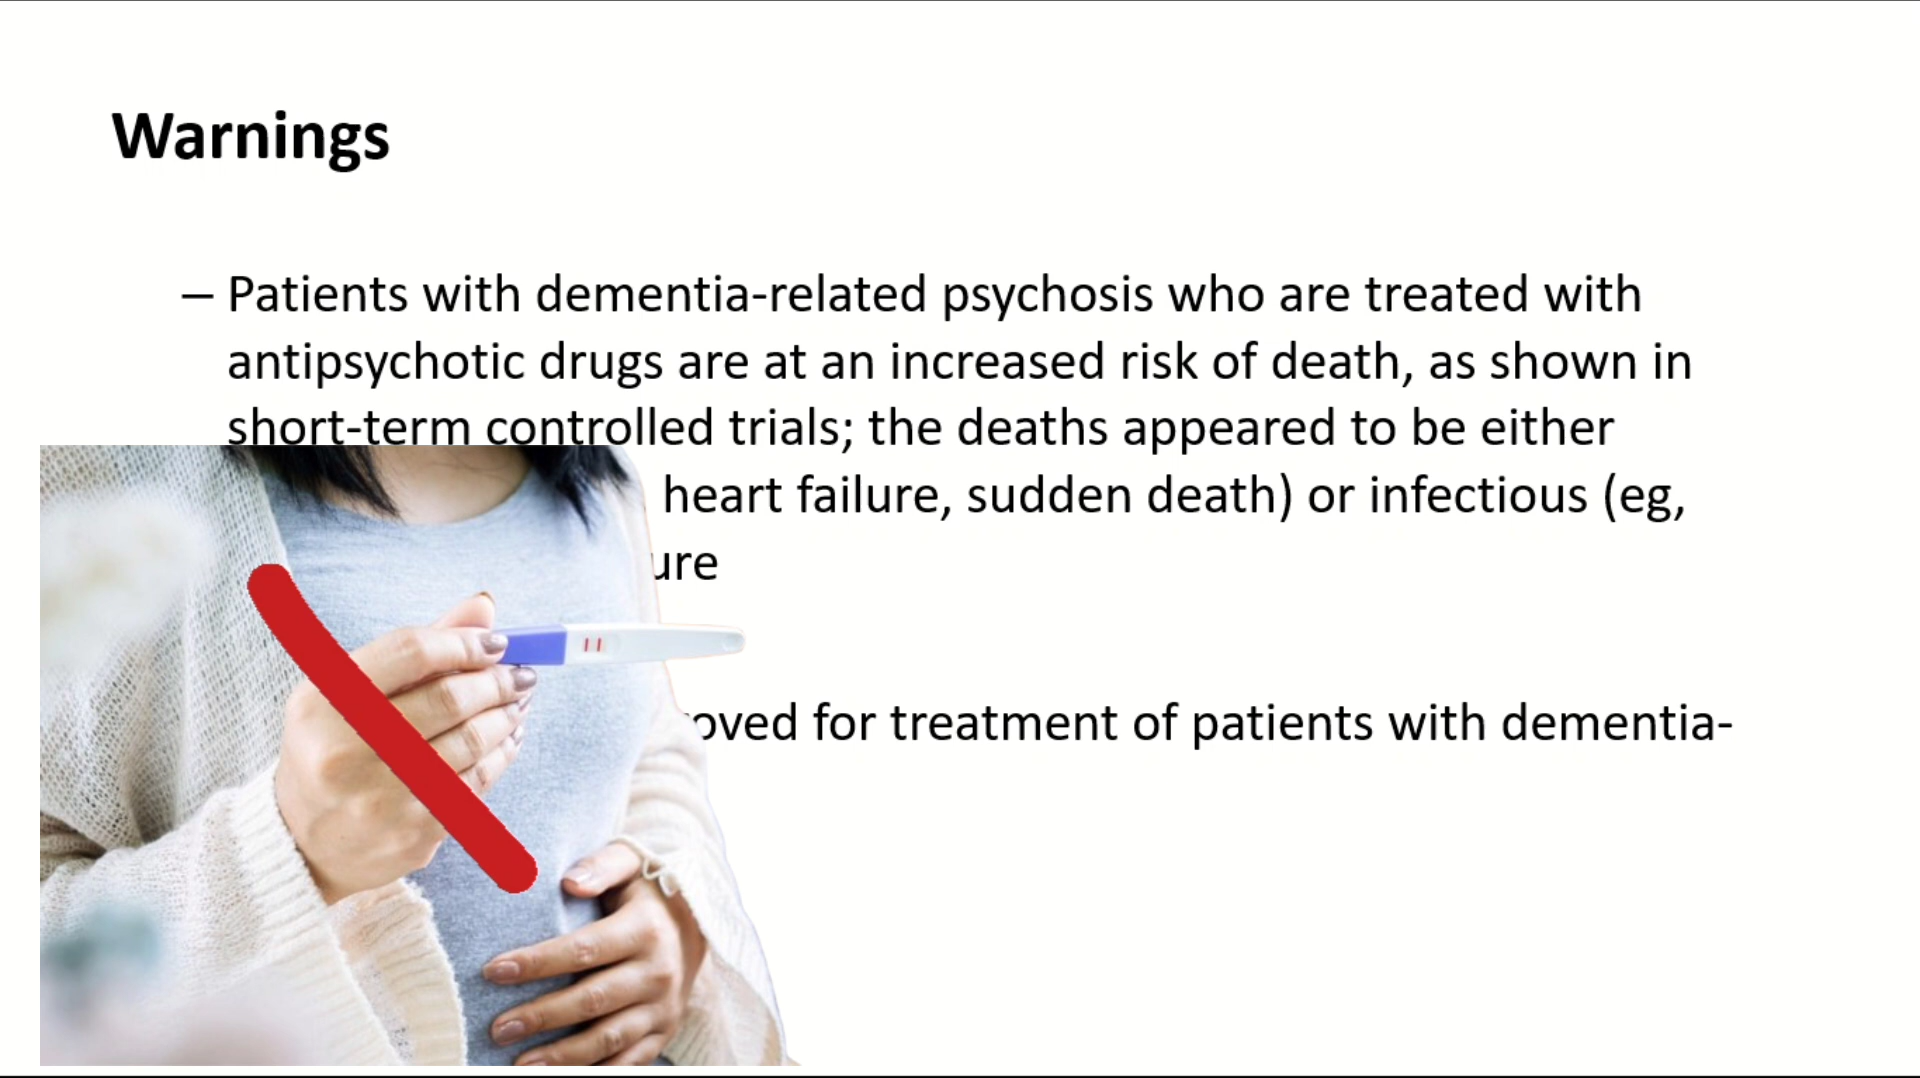 Warnings
– Patients with dementia-related psychosis who are treated with
antipsychotic drugs are at an increased risk of death, as shown in
short-term controlled trials; the deaths appeared to be either
heart failure, sudden death) or infectious (eg,
for treatment of patients with dementia-